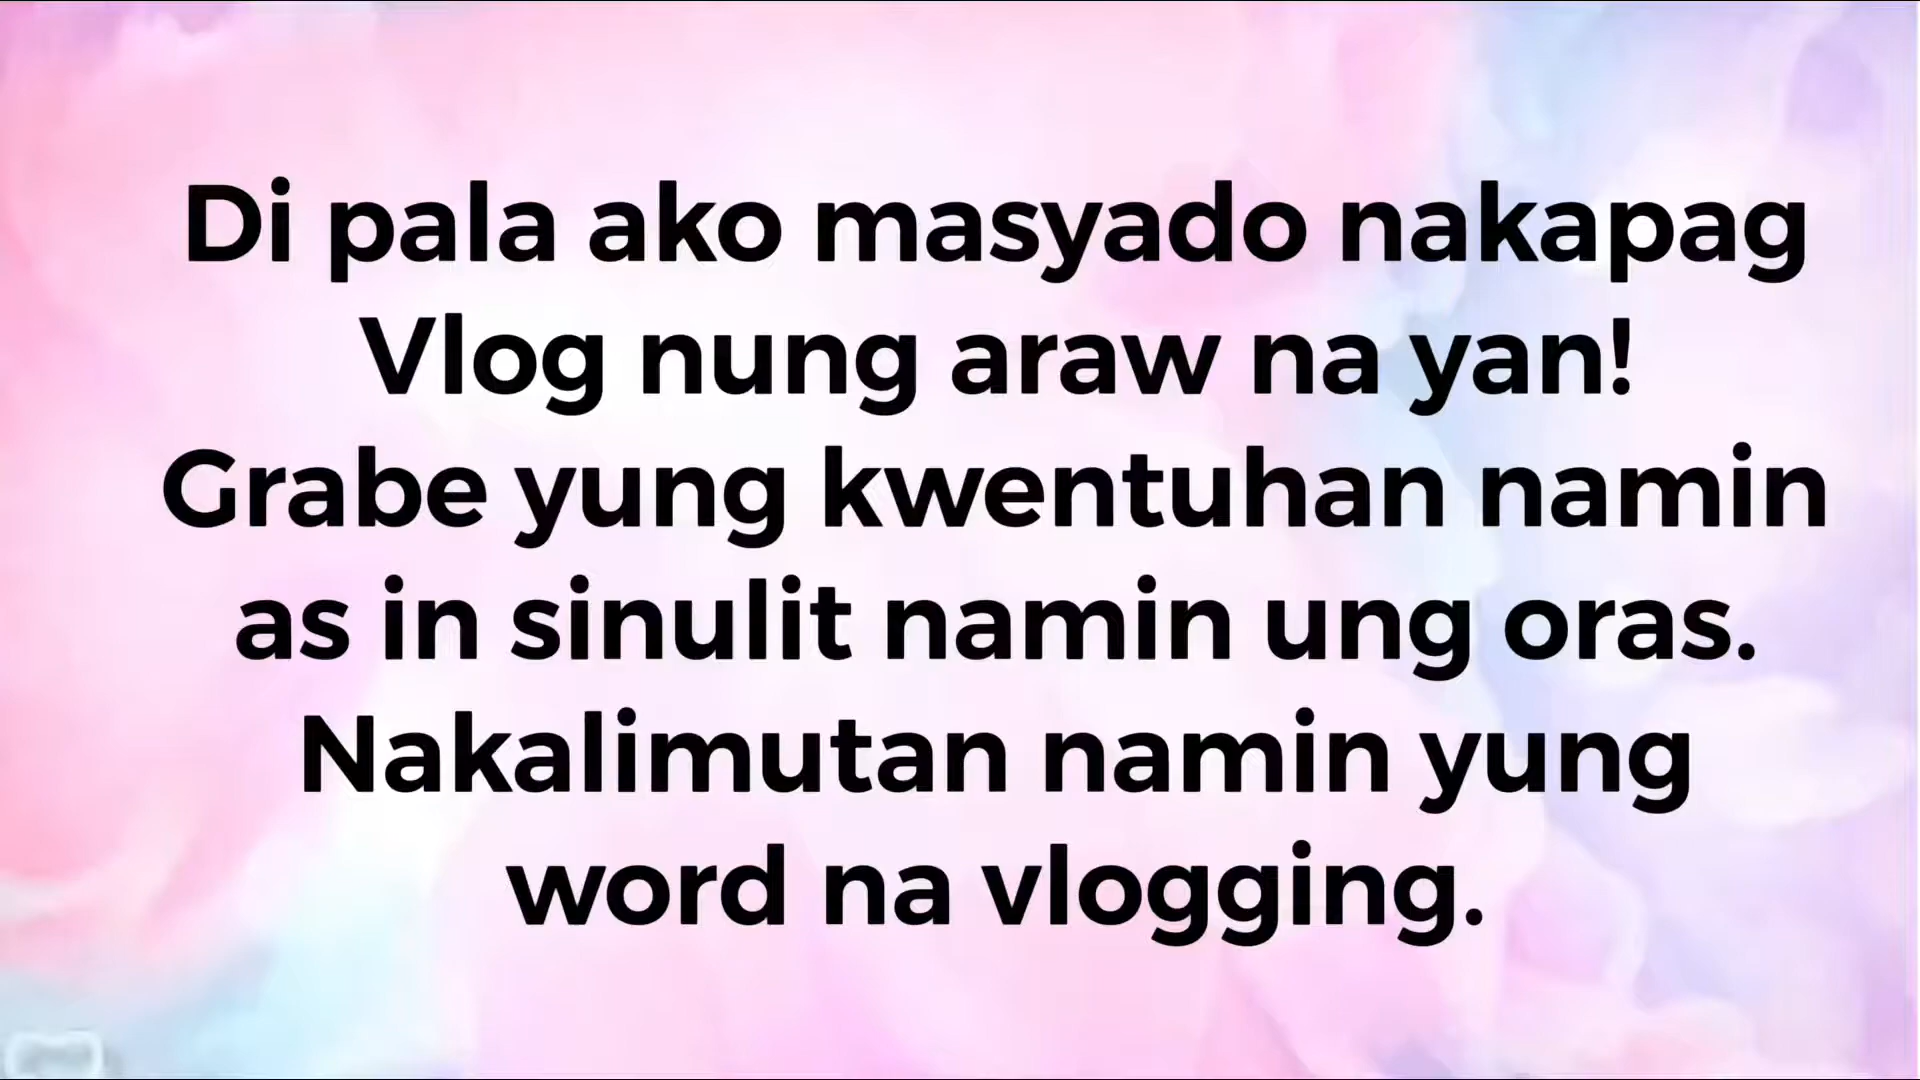 Di pala ako masyado nakapag
Vlog nung araw na yan!
Grabe yung kwentuhan namin
as in sinulit namin ung oras.
Nakalimutan namin yung
word na vlogging.